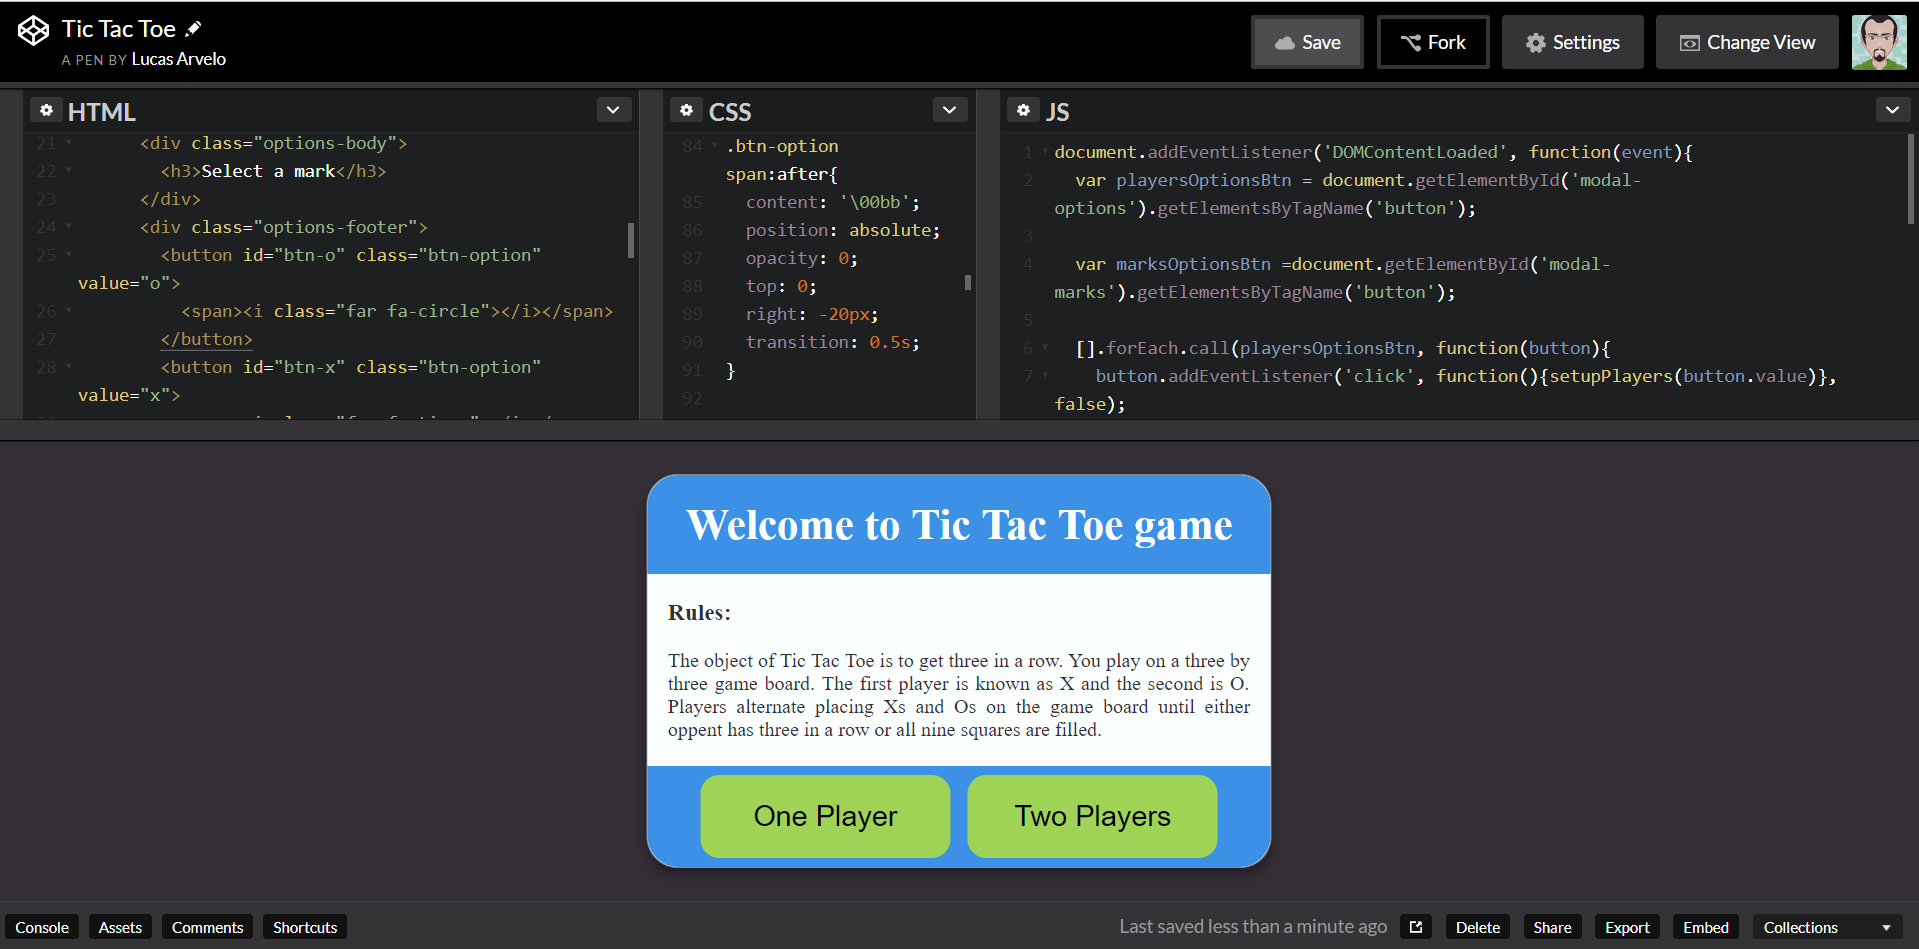 Tic Tac Toe
A PEN BY Lucas Arvelo
Save
Fork
Settings
Change View
HTML
21 <div class="options-body">
22 <h3>Select a mark</h3>
23 </div>
24 <div class="options-footer">
25 <button id="btn-o" class="btn-option"
value="o">
26 <span><i class="far fa-circle"></i></span>
27 </button>
28 <button id="btn-x" class="btn-option"
value="x">
CSS
84 .btn-option
span:after{
85 content: '\00bb';
86 position: absolute;
87 opacity: 0;
88 top: 0;
89 right: -20px;
90 transition: 0.5s;
91 }
92
JS
1 document.addEventListener('DOMContentLoaded', function(event){
2 var playersOptionsBtn = document.getElementById('modal-
options').getElementsByTagName('button');
3
4 var marksOptionsBtn =document.getElementById('modal-
marks').getElementsByTagName('button');
5
6 [].forEach.call(playersOptionsBtn, function(button){
7 button.addEventListener('click', function(){setupPlayers(button.value)},
false);
Welcome to Tic Tac Toe game
Rules:
The object of Tic Tac Toe is to get three in a row. You play on a three by
three game board. The first player is known as X and the second is O.
Players alternate placing Xs and Os on the game board until either
oppent has three in a row or all nine squares are filled.
One Player
Two Players
Console
Assets
Comments
Shortcuts
Last saved less than a minute ago
Delete
Share
Export
Embed
Collections